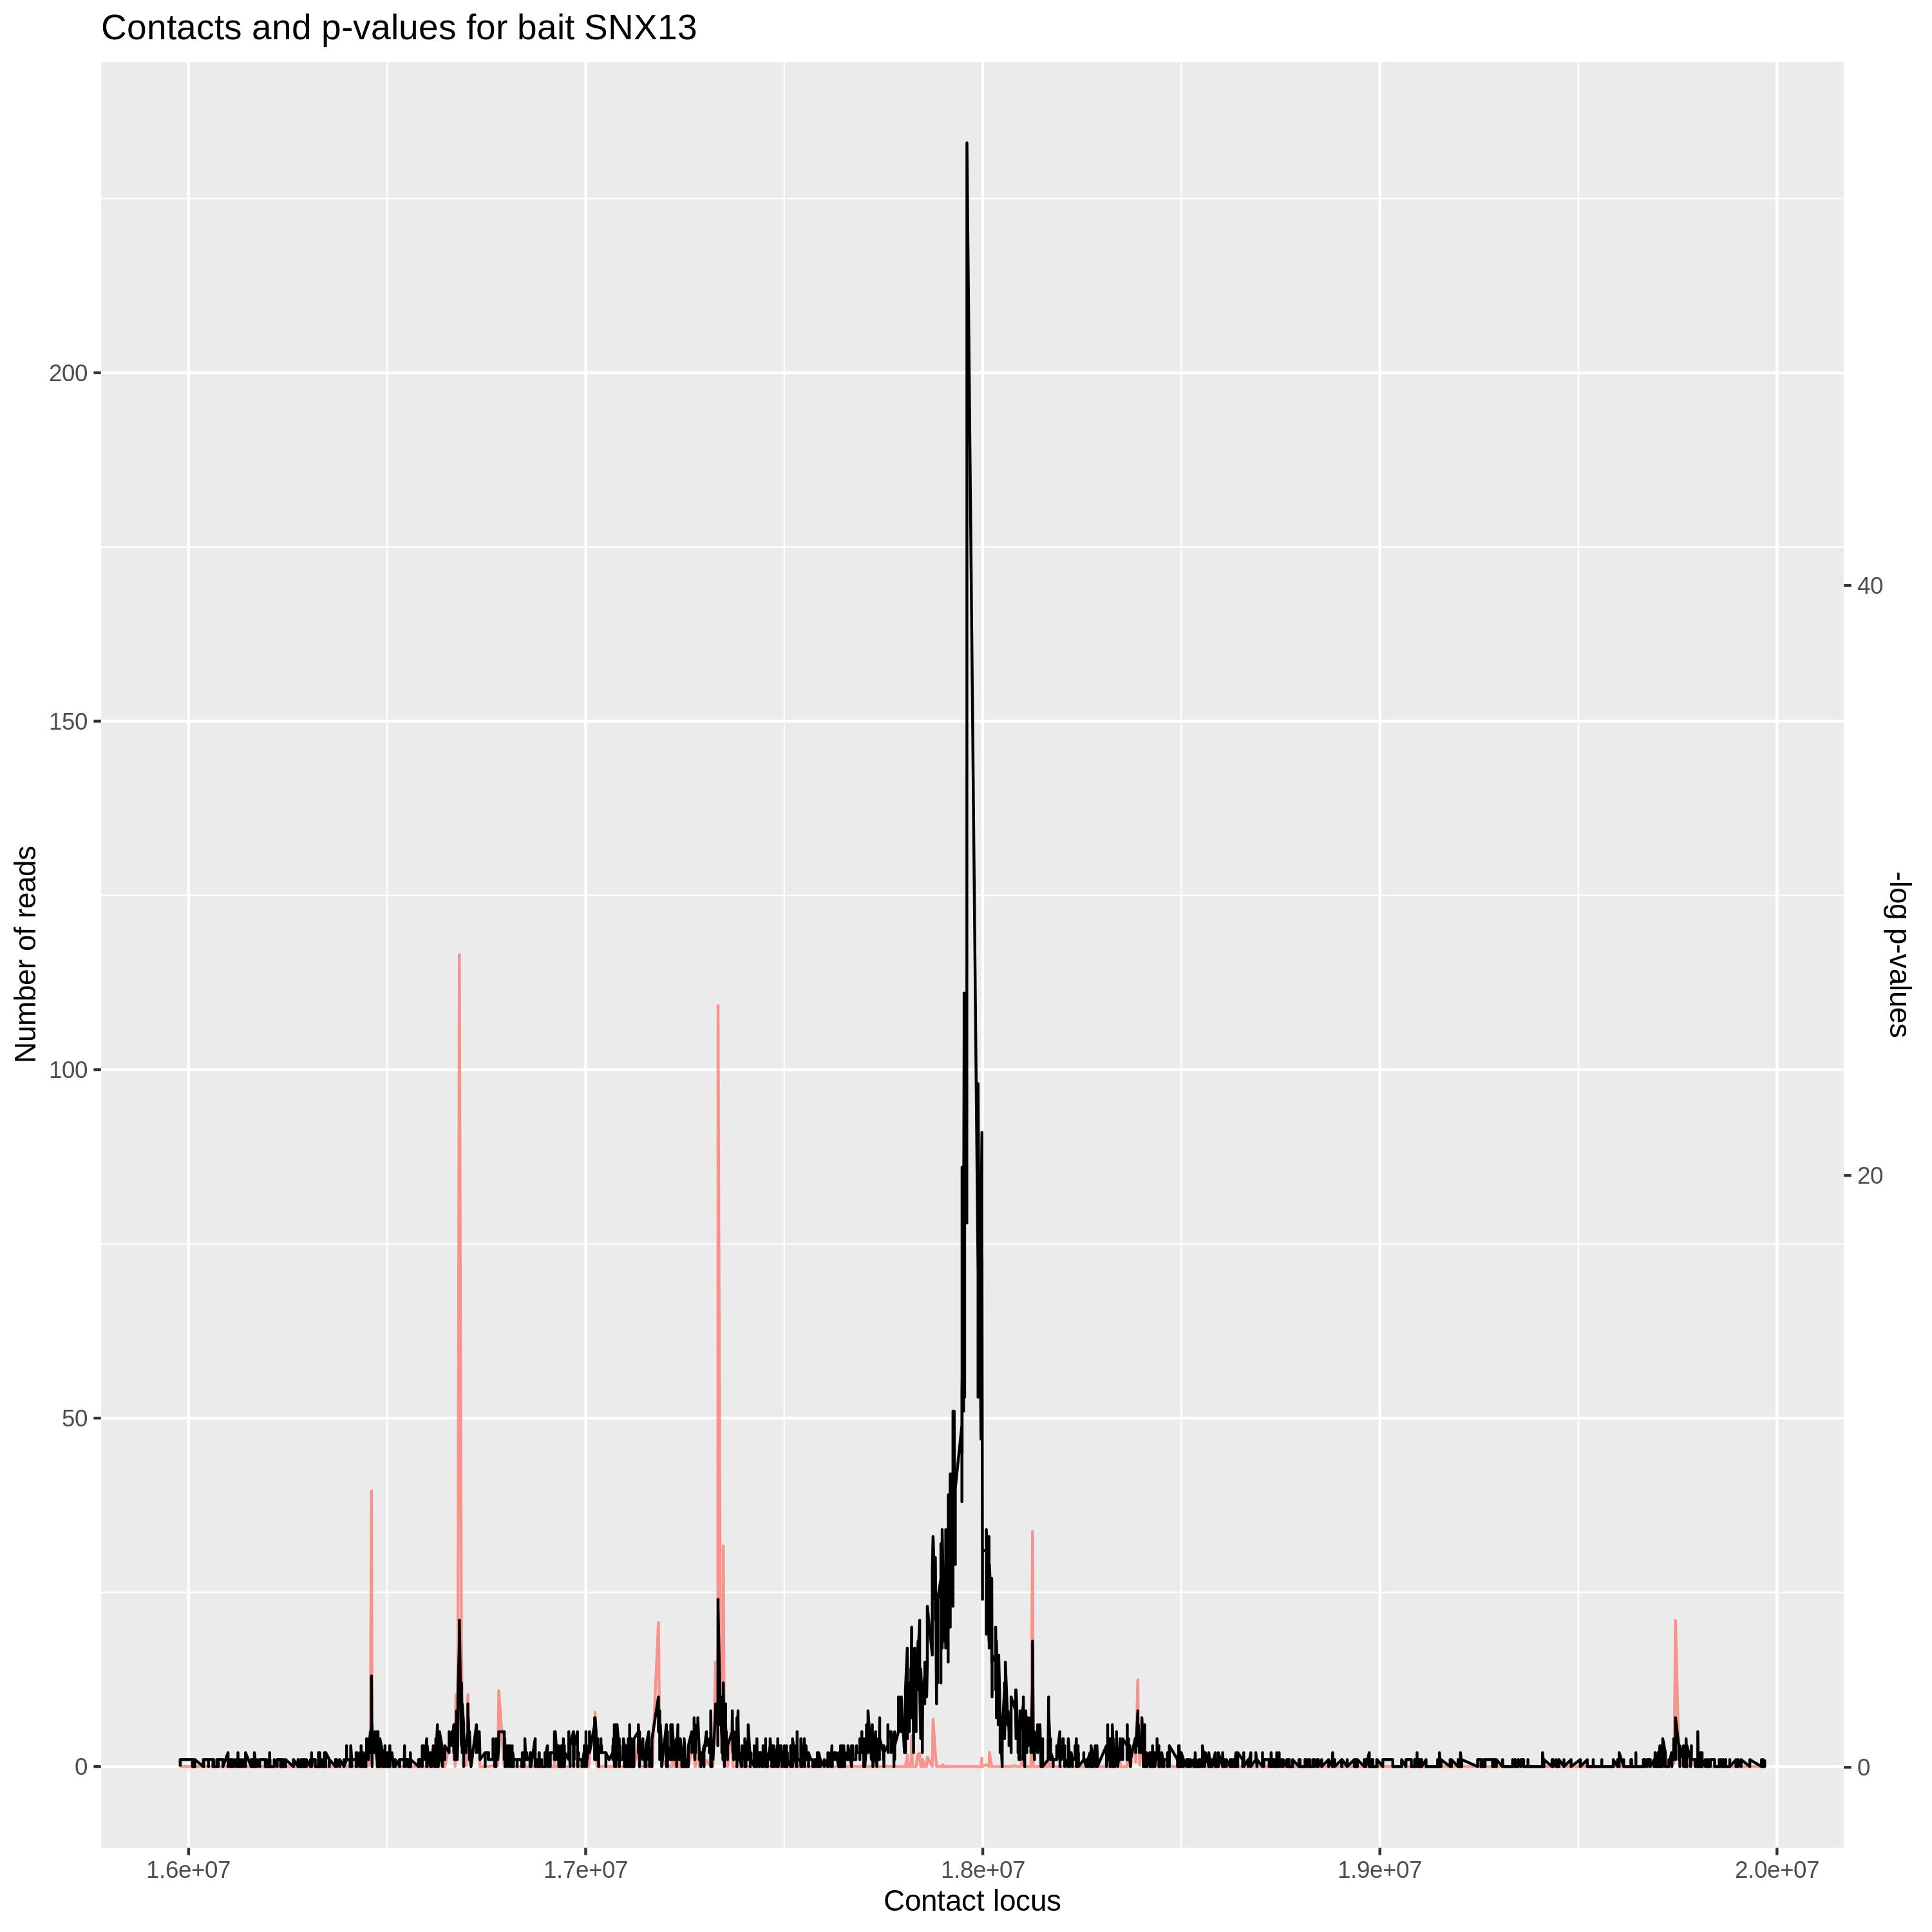 Contacts and p-values for bait SNX13
Number of reads
200
150
100
50
0
-log p-values
40
20
0
1.6e+07
1.7e+07
1.8e+07
1.9e+07
2.0e+07
Contact locus